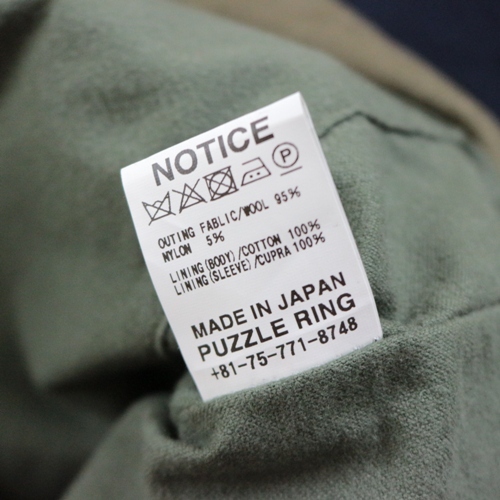 NOTICE
P
OUTING FABLIC/WOOL 95%
NYLON 5%
LINING(BODY)/COTTON 100%
LINING(SLEEVE)/CUPRA 100%
MADE IN JAPAN
PUZZLE RING
+81-75-771-8748